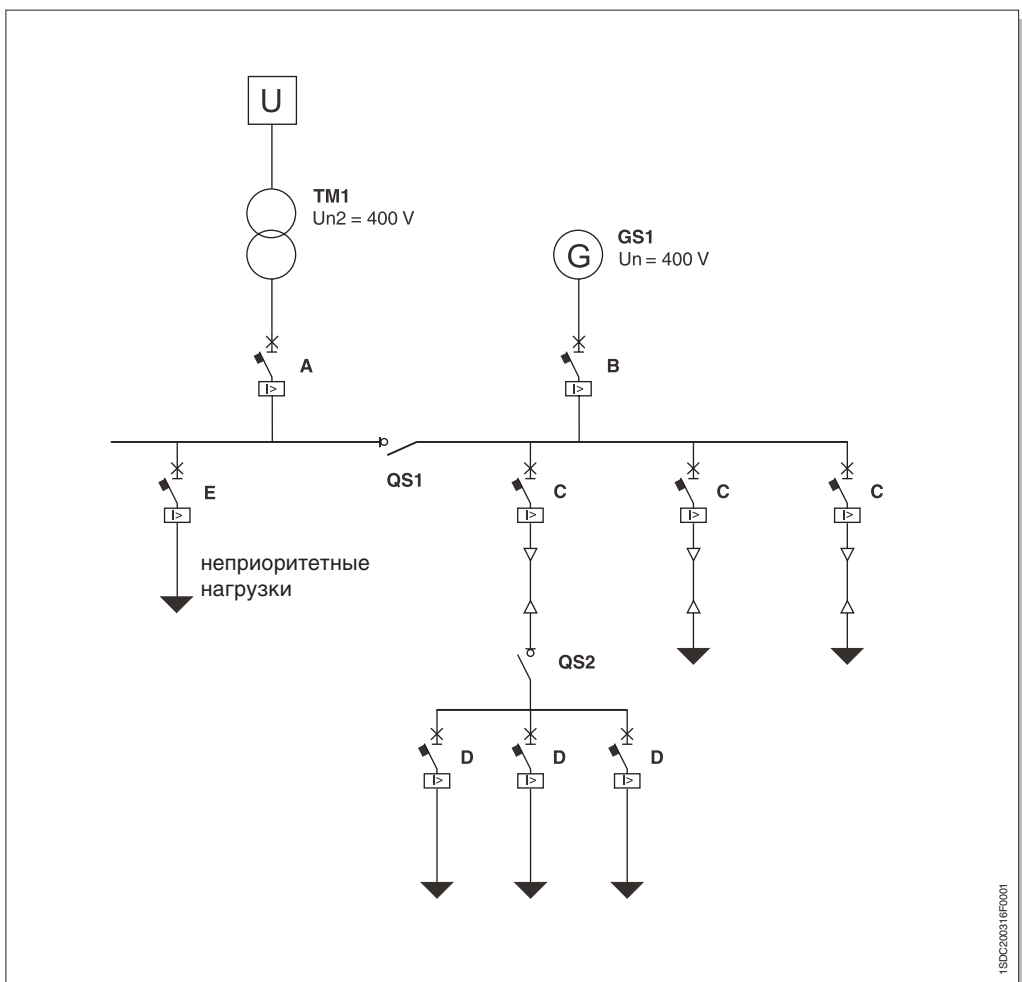 U
TM1
Un2 = 400 V
GS1
G
Un = 400 V
A
B
I>
I>
QS1
E
C
C
C
I>
I>
I>
I>
неприоритетные
нагрузки
QS2
D
D
D
I>
I>
I>
1SDC200316F0001